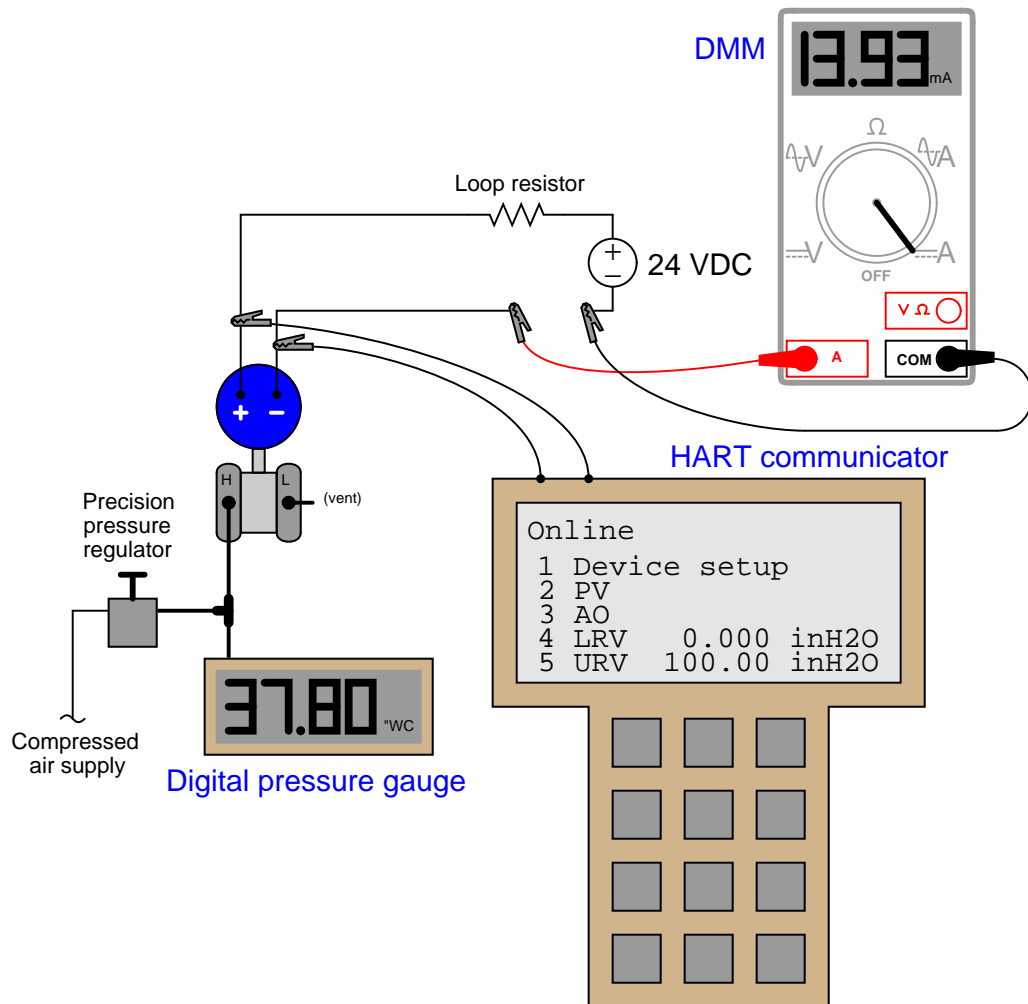 DMM
13.93 mA
Ω
V
A
V
A
OFF
V Ω
A
COM
Loop resistor
+
−
24 VDC
+ −
H
L
(vent)
Precision
pressure
regulator
HART communicator
Online
1 Device setup
2 PV
3 AO
4 LRV 0.000 inH2O
5 URV 100.00 inH2O
37.80 "WC
Compressed
air supply
Digital pressure gauge